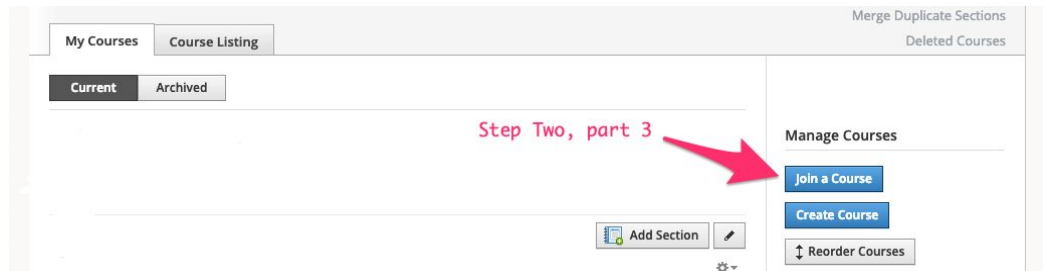 Merge Duplicate Sections
My Courses
Course Listing
Deleted Courses
Current
Archived
Step Two, part 3
Manage Courses
Join a Course
Create Course
Add Section
Reorder Courses